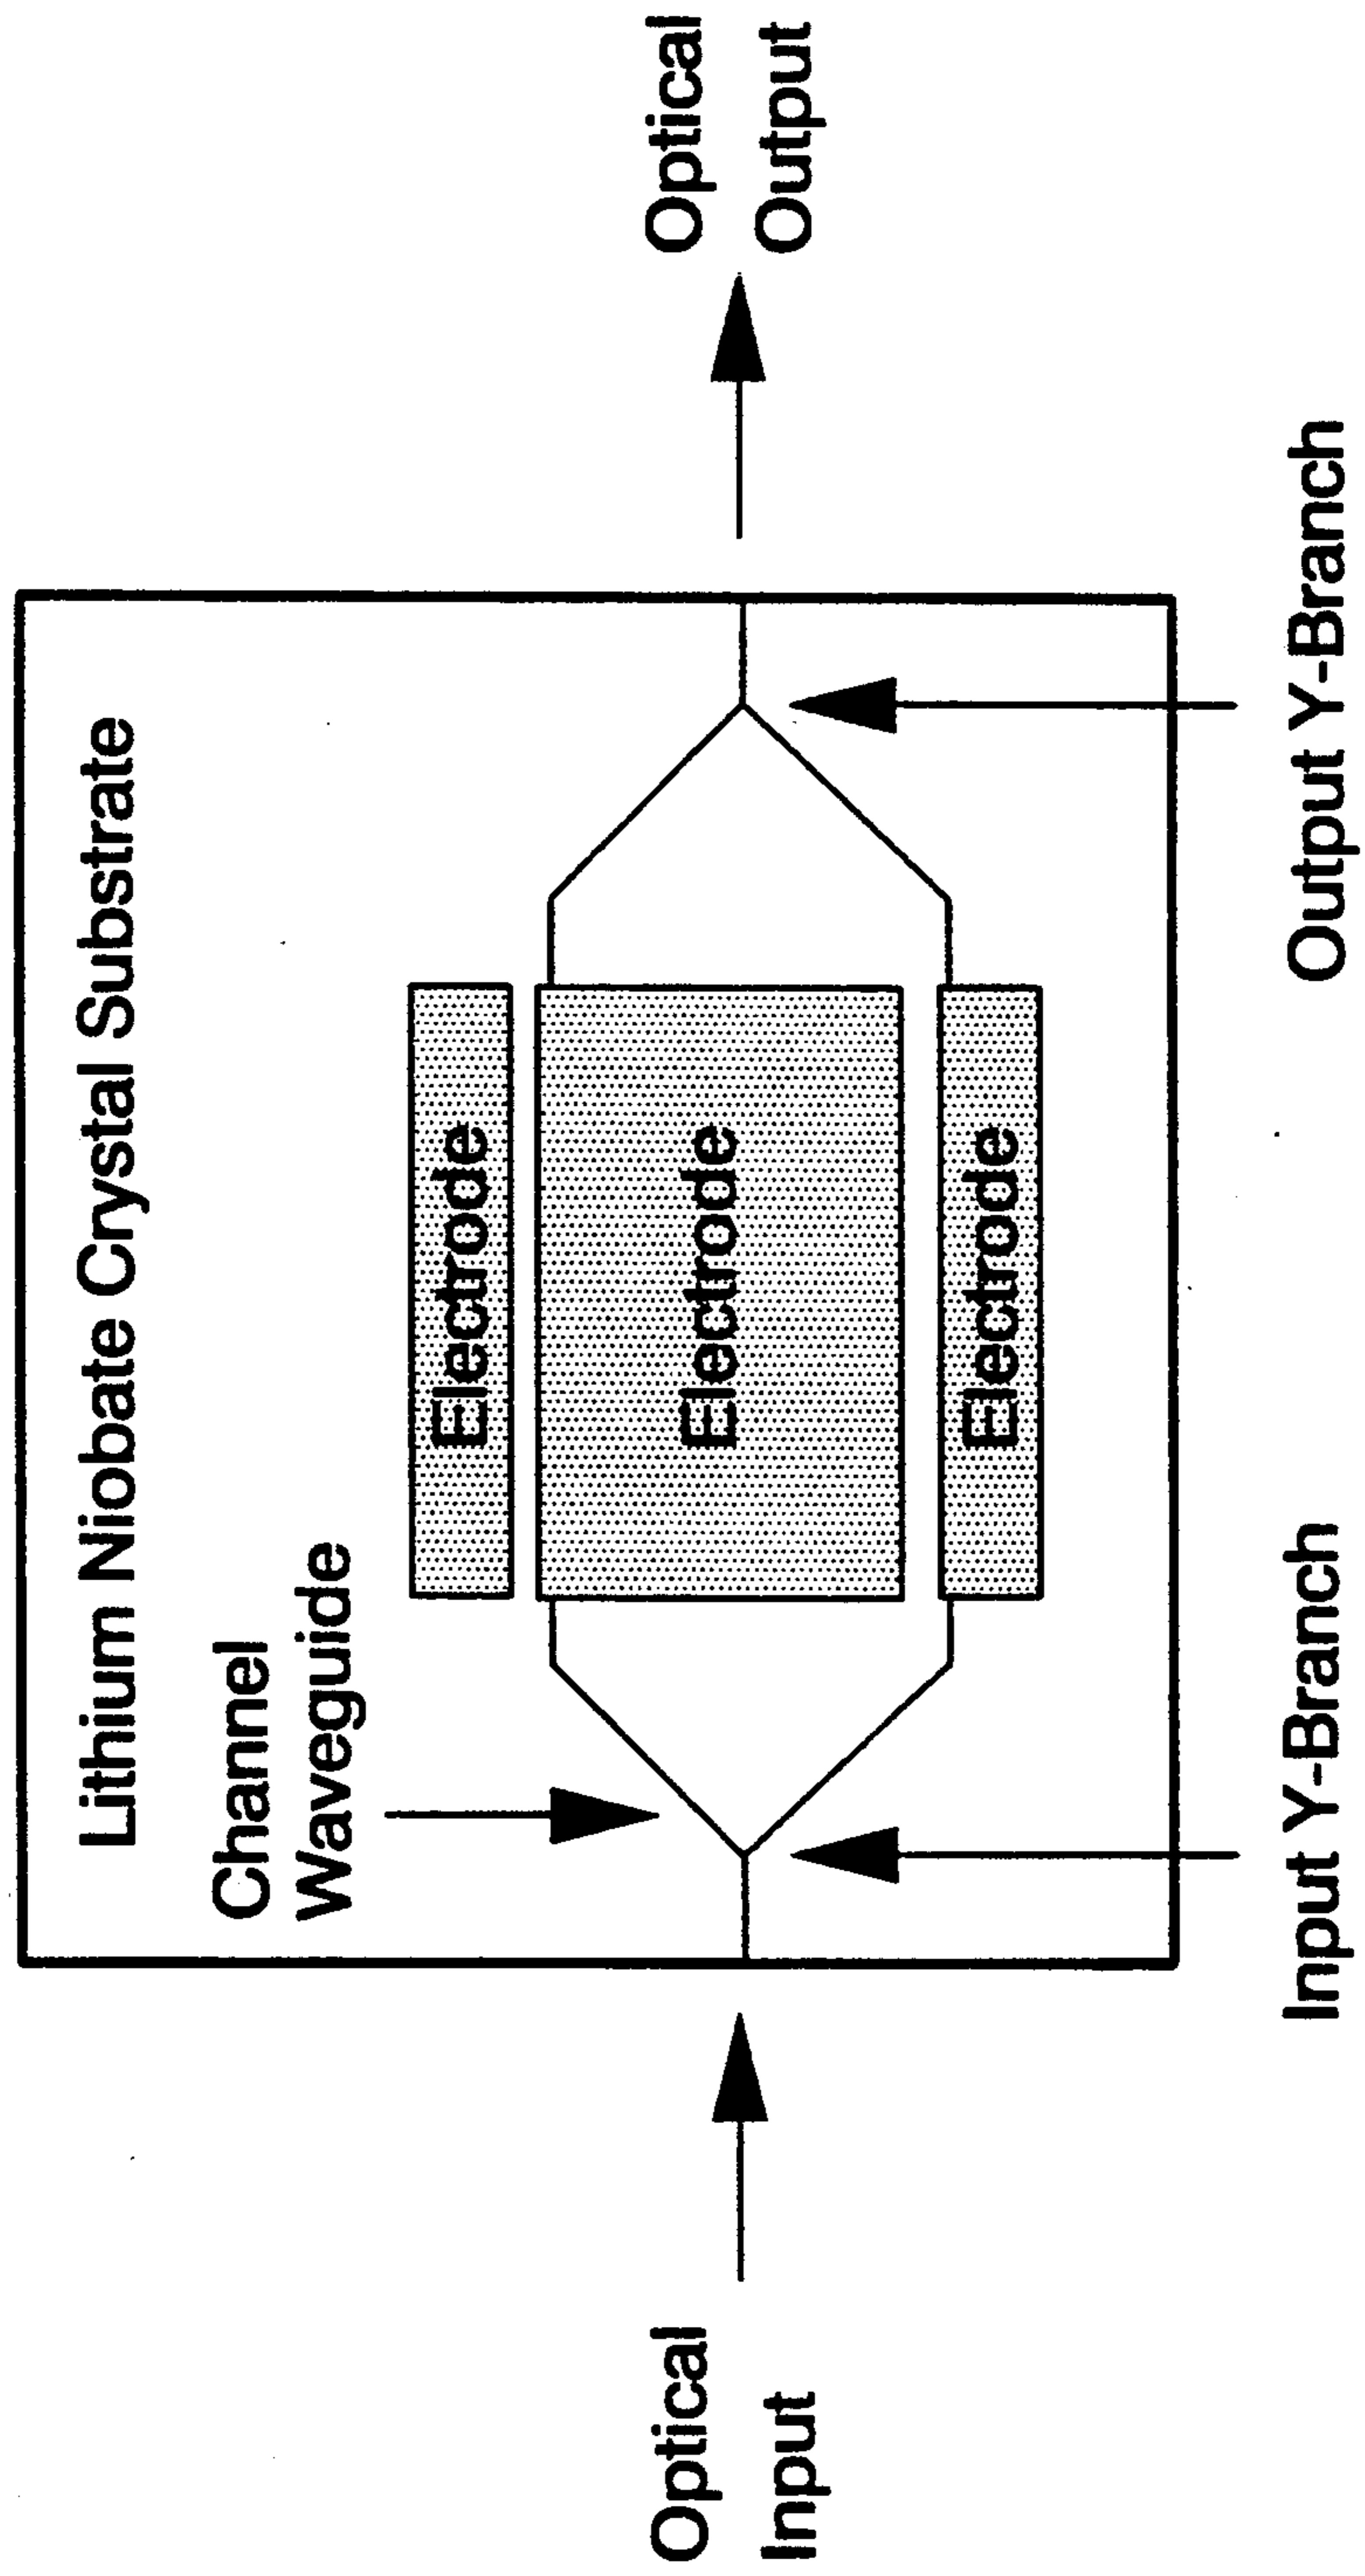 Lithium Niobate Crystal Substrate
Channel
Waveguide
Electrode
Electrode
Electrode
Optical
Input
Optical
Output
Input Y-Branch
Output Y-Branch